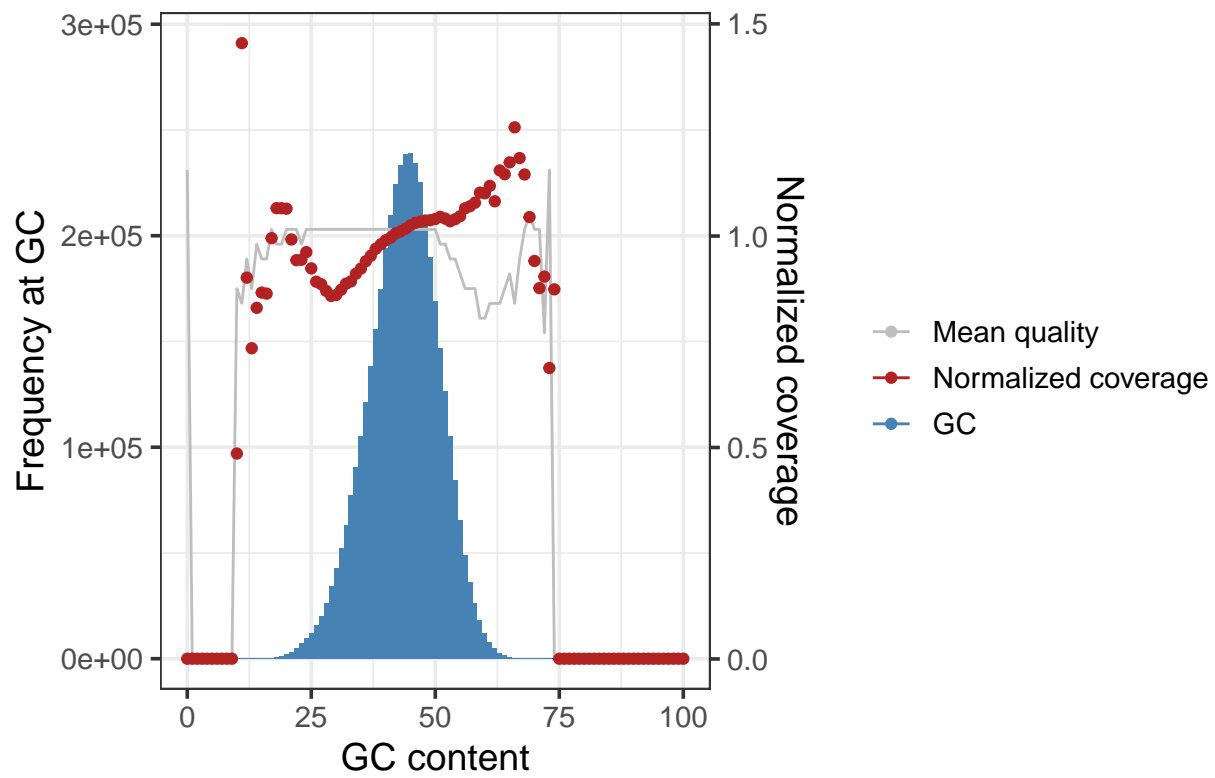 3e+05
2e+05
1e+05
0e+00
Frequency at GC
1.5
1.0
0.5
0.0
Normalized coverage
0
25
50
75
100
GC content
Mean quality
Normalized coverage
GC